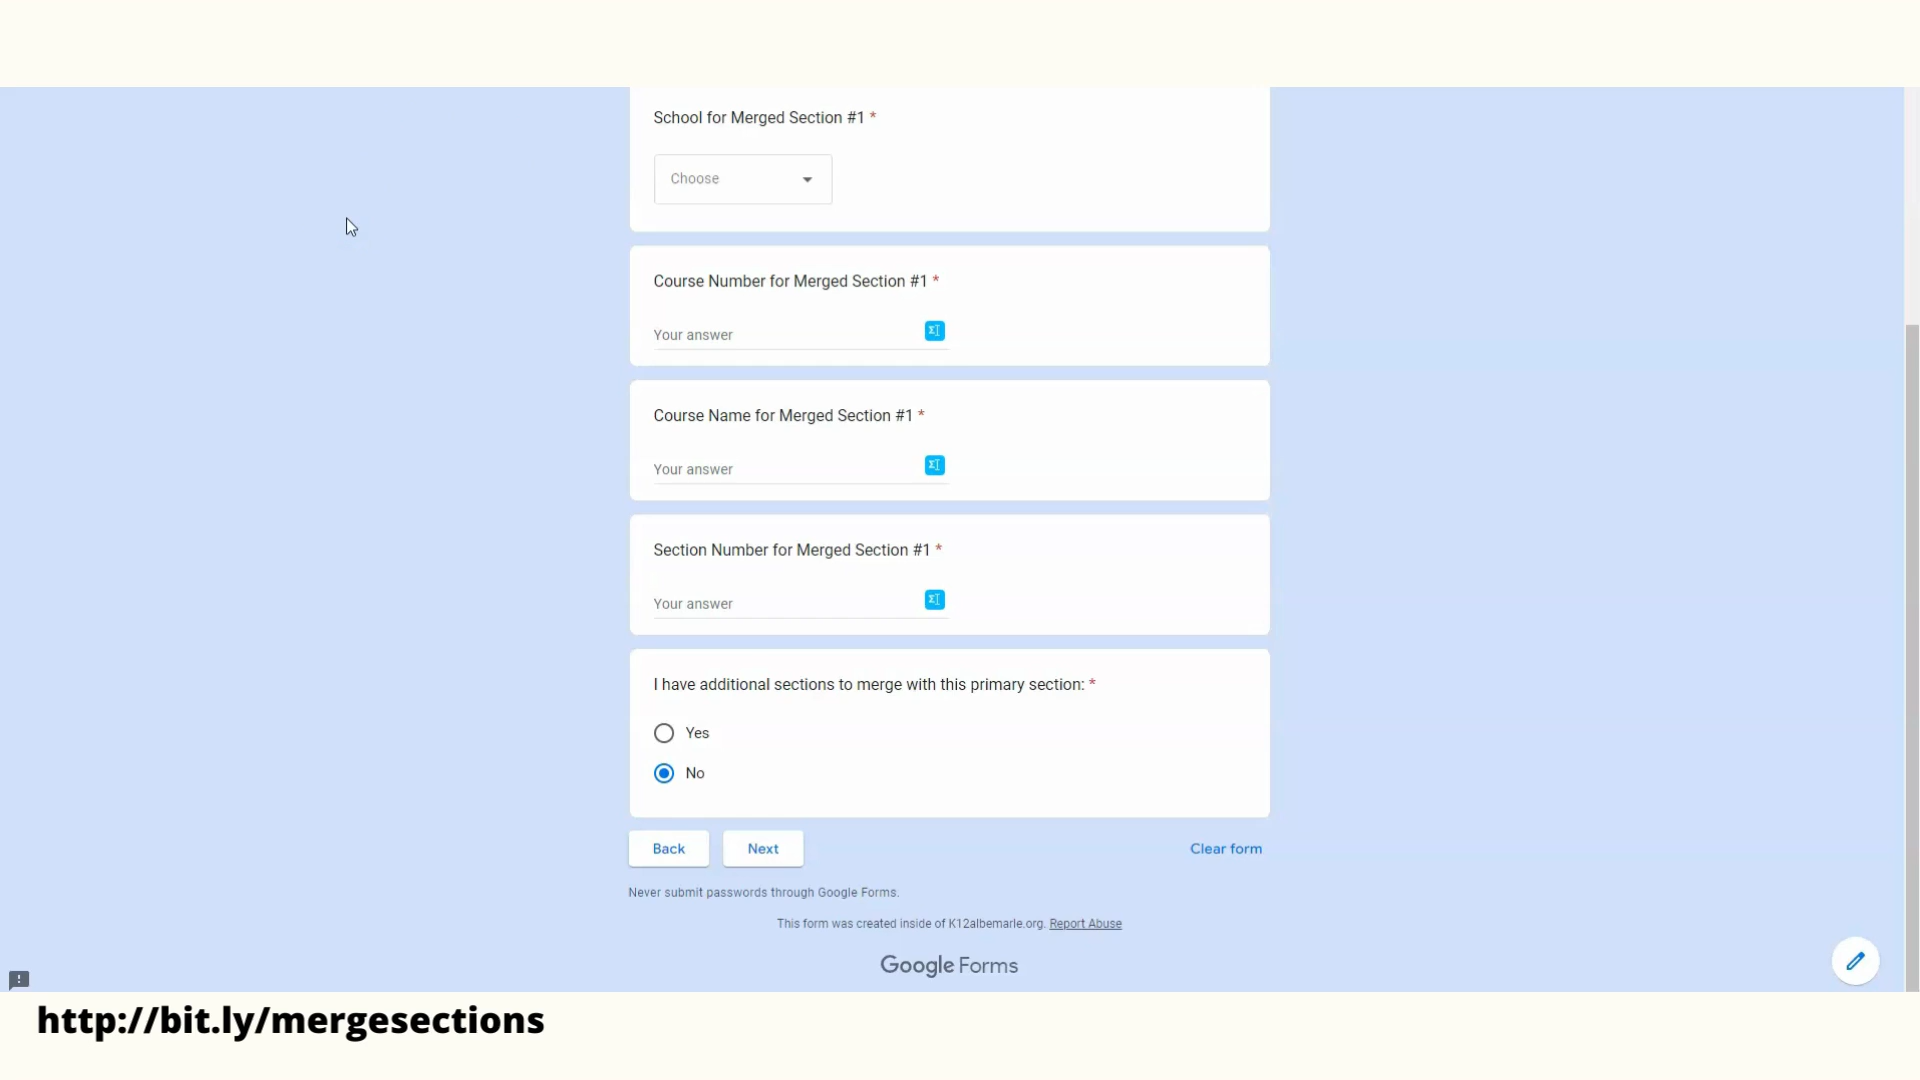 School for Merged Section #1 *
Choose
Course Number for Merged Section #1 *
Your answer
Course Name for Merged Section #1 *
Your answer
Section Number for Merged Section #1 *
Your answer
I have additional sections to merge with this primary section: *
Yes
No
Back Next Clear form
Never submit passwords through Google Forms.
This form was created inside of K12albemarle.org. Report Abuse
Google Forms
http://bit.ly/mergesections